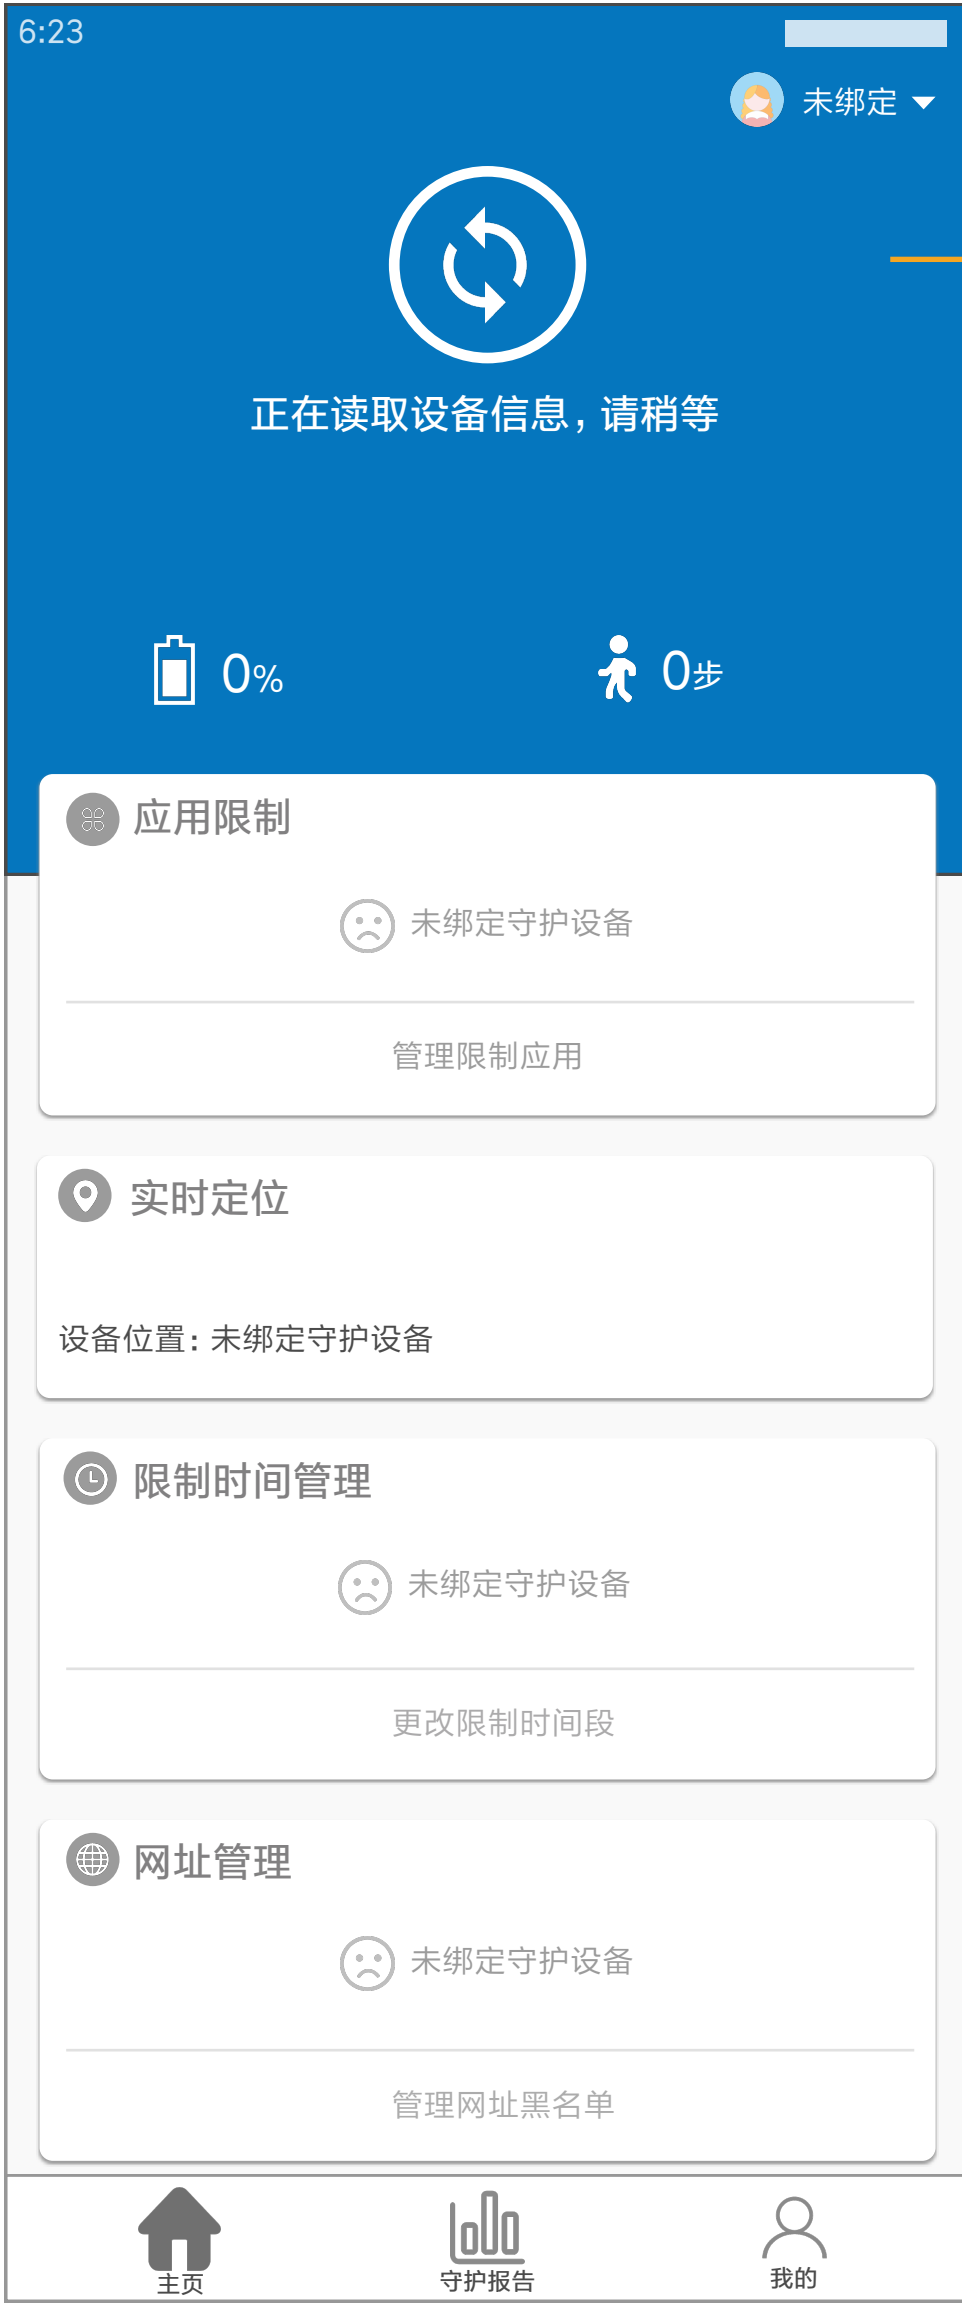 6:23
未绑定
正在读取设备信息，请稍等
0%
0步
应用限制
未绑定守护设备
管理限制应用
实时定位
设备位置：未绑定守护设备
限制时间管理
未绑定守护设备
更改限制时间段
网址管理
未绑定守护设备
管理网址黑名单
主页
守护报告
我的